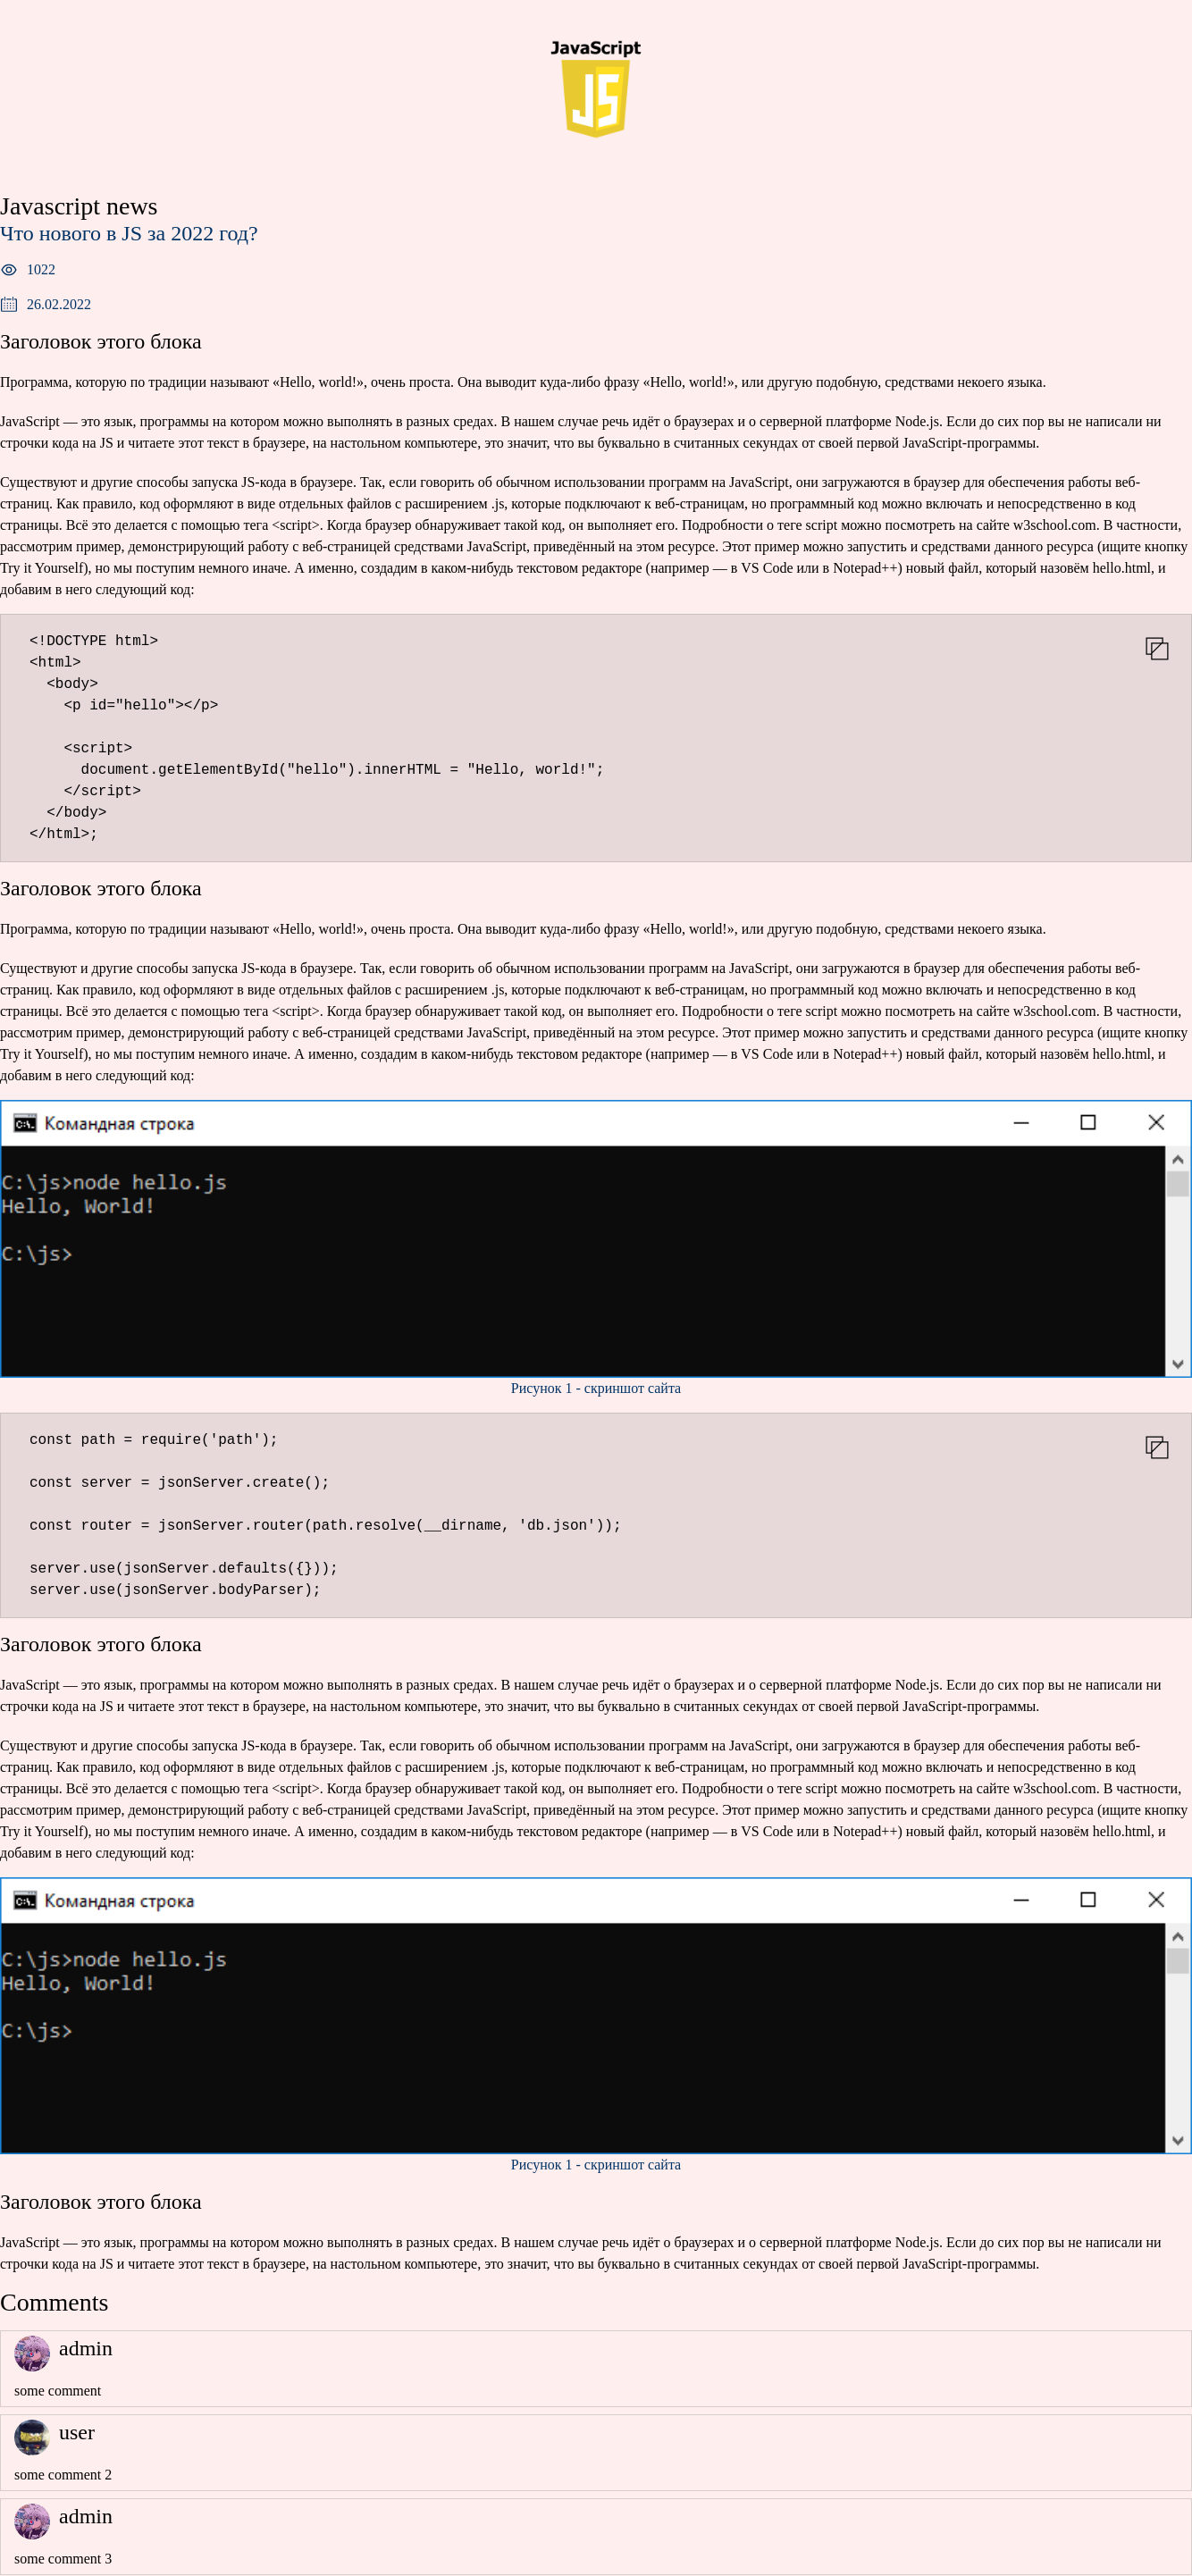 JavaScript
JS
Javascript news
Что нового в JS за 2022 год?
1022
26.02.2022
Заголовок этого блока
Программа, которую по традиции называют «Hello, world!», очень проста. Она выводит куда-либо фразу «Hello, world!», или другую подобную, средствами некоего языка.
JavaScript — это язык, программы на котором можно выполнять в разных средах. В нашем случае речь идёт о браузерах и о серверной платформе Node.js. Если до сих пор вы не написали ни
строчки кода на JS и читаете этот текст в браузере, на настольном компьютере, это значит, что вы буквально в считанных секундах от своей первой JavaScript-программы.
Существуют и другие способы запуска JS-кода в браузере. Так, если говорить об обычном использовании программ на JavaScript, они загружаются в браузер для обеспечения работы веб-
страниц. Как правило, код оформляют в виде отдельных файлов с расширением .js, которые подключают к веб-страницам, но программный код можно включать и непосредственно в код
страницы. Всё это делается с помощью тега <script>. Когда браузер обнаруживает такой код, он выполняет его. Подробности о теге script можно посмотреть на сайте w3school.com. В частности,
рассмотрим пример, демонстрирующий работу с веб-страницей средствами JavaScript, приведённый на этом ресурсе. Этот пример можно запустить и средствами данного ресурса (ищите кнопку
Try it Yourself), но мы поступим немного иначе. А именно, создадим в каком-нибудь текстовом редакторе (например — в VS Code или в Notepad++) новый файл, который назовём hello.html, и
добавим в него следующий код:
<!DOCTYPE html>
<html>
  <body>
    <p id="hello"></p>

    <script>
      document.getElementById("hello").innerHTML = "Hello, world!";
    </script>
  </body>
</html>;
Заголовок этого блока
Программа, которую по традиции называют «Hello, world!», очень проста. Она выводит куда-либо фразу «Hello, world!», или другую подобную, средствами некоего языка.
Существуют и другие способы запуска JS-кода в браузере. Так, если говорить об обычном использовании программ на JavaScript, они загружаются в браузер для обеспечения работы веб-
страниц. Как правило, код оформляют в виде отдельных файлов с расширением .js, которые подключают к веб-страницам, но программный код можно включать и непосредственно в код
страницы. Всё это делается с помощью тега <script>. Когда браузер обнаруживает такой код, он выполняет его. Подробности о теге script можно посмотреть на сайте w3school.com. В частности,
рассмотрим пример, демонстрирующий работу с веб-страницей средствами JavaScript, приведённый на этом ресурсе. Этот пример можно запустить и средствами данного ресурса (ищите кнопку
Try it Yourself), но мы поступим немного иначе. А именно, создадим в каком-нибудь текстовом редакторе (например — в VS Code или в Notepad++) новый файл, который назовём hello.html, и
добавим в него следующий код:
C:\. Командная строка
C:\js>node hello.js
Hello, World!
C:\js>
Рисунок 1 - скриншот сайта
const path = require('path');

const server = jsonServer.create();

const router = jsonServer.router(path.resolve(__dirname, 'db.json'));

server.use(jsonServer.defaults({}));
server.use(jsonServer.bodyParser);
Заголовок этого блока
JavaScript — это язык, программы на котором можно выполнять в разных средах. В нашем случае речь идёт о браузерах и о серверной платформе Node.js. Если до сих пор вы не написали ни
строчки кода на JS и читаете этот текст в браузере, на настольном компьютере, это значит, что вы буквально в считанных секундах от своей первой JavaScript-программы.
Существуют и другие способы запуска JS-кода в браузере. Так, если говорить об обычном использовании программ на JavaScript, они загружаются в браузер для обеспечения работы веб-
страниц. Как правило, код оформляют в виде отдельных файлов с расширением .js, которые подключают к веб-страницам, но программный код можно включать и непосредственно в код
страницы. Всё это делается с помощью тега <script>. Когда браузер обнаруживает такой код, он выполняет его. Подробности о теге script можно посмотреть на сайте w3school.com. В частности,
рассмотрим пример, демонстрирующий работу с веб-страницей средствами JavaScript, приведённый на этом ресурсе. Этот пример можно запустить и средствами данного ресурса (ищите кнопку
Try it Yourself), но мы поступим немного иначе. А именно, создадим в каком-нибудь текстовом редакторе (например — в VS Code или в Notepad++) новый файл, который назовём hello.html, и
добавим в него следующий код:
C:\. Командная строка
C:\js>node hello.js
Hello, World!
C:\js>
Рисунок 1 - скриншот сайта
Заголовок этого блока
JavaScript — это язык, программы на котором можно выполнять в разных средах. В нашем случае речь идёт о браузерах и о серверной платформе Node.js. Если до сих пор вы не написали ни
строчки кода на JS и читаете этот текст в браузере, на настольном компьютере, это значит, что вы буквально в считанных секундах от своей первой JavaScript-программы.
Comments
admin
some comment
user
some comment 2
admin
some comment 3